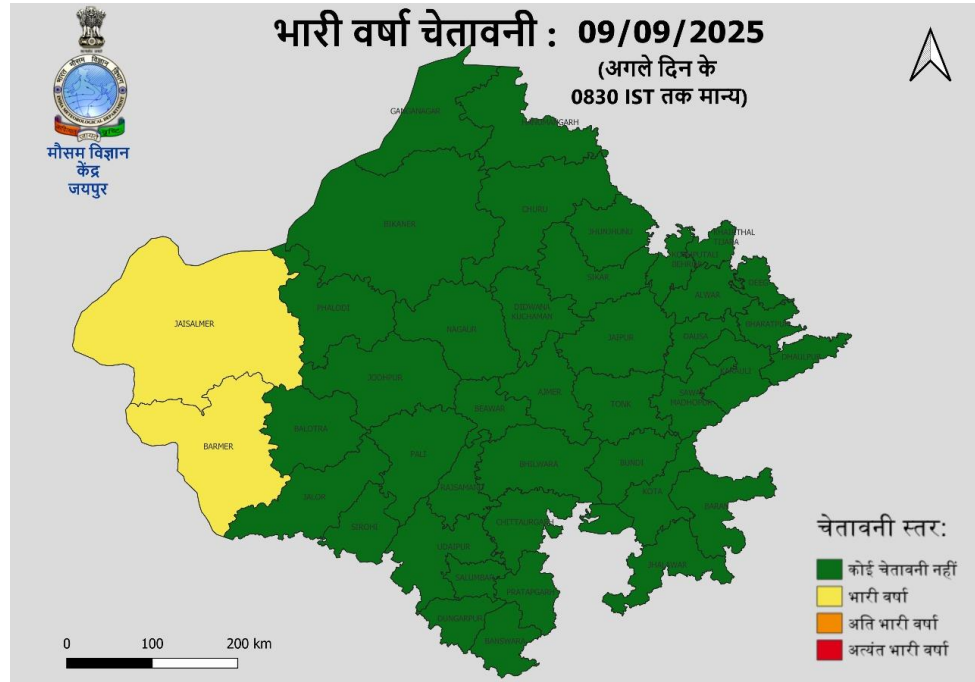 भारी वर्षा चेतावनी : 09/09/2025
(अगले दिन के
0830 IST तक मान्य)
मौसम विज्ञान
केंद्र
जयपुर
GANGANAGAR
BIKANER
CHURU
JHUNJHUNU
SIKAR
ALWAR
DEEG
JAISALMER
PHALODI
NAGAUR
DIDWANA
KUCHAMAN
JAIPUR
DAUSA
BHARATPUR
DHAULPUR
KARAULI
JODHPUR
AJMER
TONK
SAWAI
MADHOPUR
BEAWAR
BARMER
BALOTRA
PALI
BHILWARA
BUNDI
KOTA
BARAN
JALOR
RAJSAMAND
SIROHI
CHITTAURGARH
UDAIPUR
JHALAWAR
SALUMBAR
PRATAPGARH
DUNGARPUR
BANSWARA
चेतावनी स्तर:
कोई चेतावनी नहीं
भारी वर्षा
अति भारी वर्षा
अत्यंत भारी वर्षा
0 100 200 km